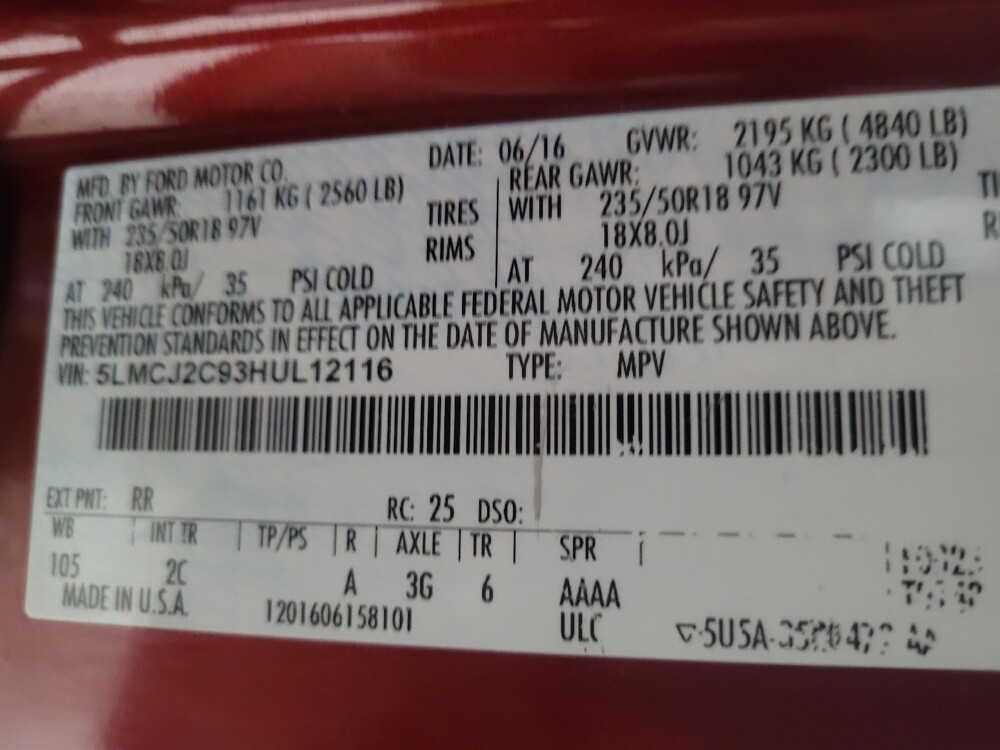 MFD. BY FORD MOTOR CO.
DATE: 06/16 GVWR: 2195 KG ( 4840 LB)
FRONT GAWR: 1161 KG ( 2560 LB) REAR GAWR: 1043 KG ( 2300 LB)
WITH 235/50R18 97V TIRES WITH 235/50R18 97V
18X8.0J RIMS 18X8.0J
AT 240 kPa/ 35 PSI COLD AT 240 kPa/ 35 PSI COLD
THIS VEHICLE CONFORMS TO ALL APPLICABLE FEDERAL MOTOR VEHICLE SAFETY AND THEFT
PREVENTION STANDARDS IN EFFECT ON THE DATE OF MANUFACTURE SHOWN ABOVE.
VIN: 5LMCJ2C93HUL12116 TYPE: MPV
EXT PNT: RR RC: 25 DSO:
WB INT TR TP/PS R AXLE TR SPR
105 2C A 3G 6 AAAA
MADE IN U.S.A. 1201606158101 ULC